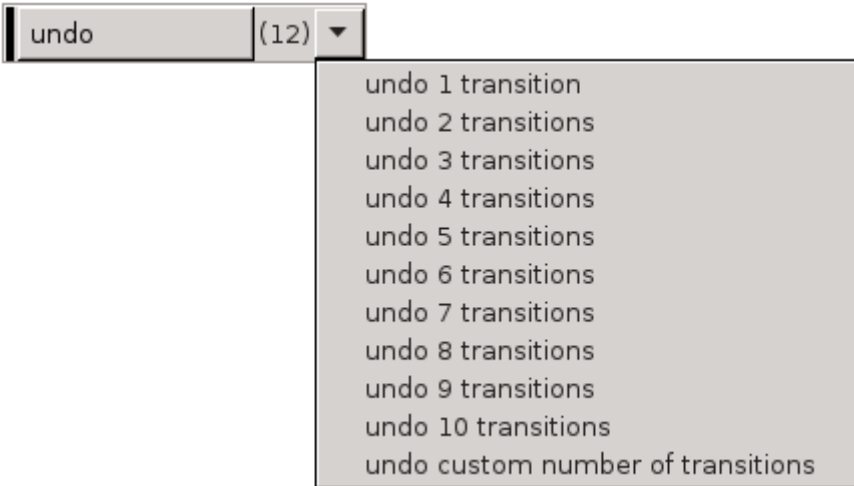 undo (12)
undo 1 transition
undo 2 transitions
undo 3 transitions
undo 4 transitions
undo 5 transitions
undo 6 transitions
undo 7 transitions
undo 8 transitions
undo 9 transitions
undo 10 transitions
undo custom number of transitions